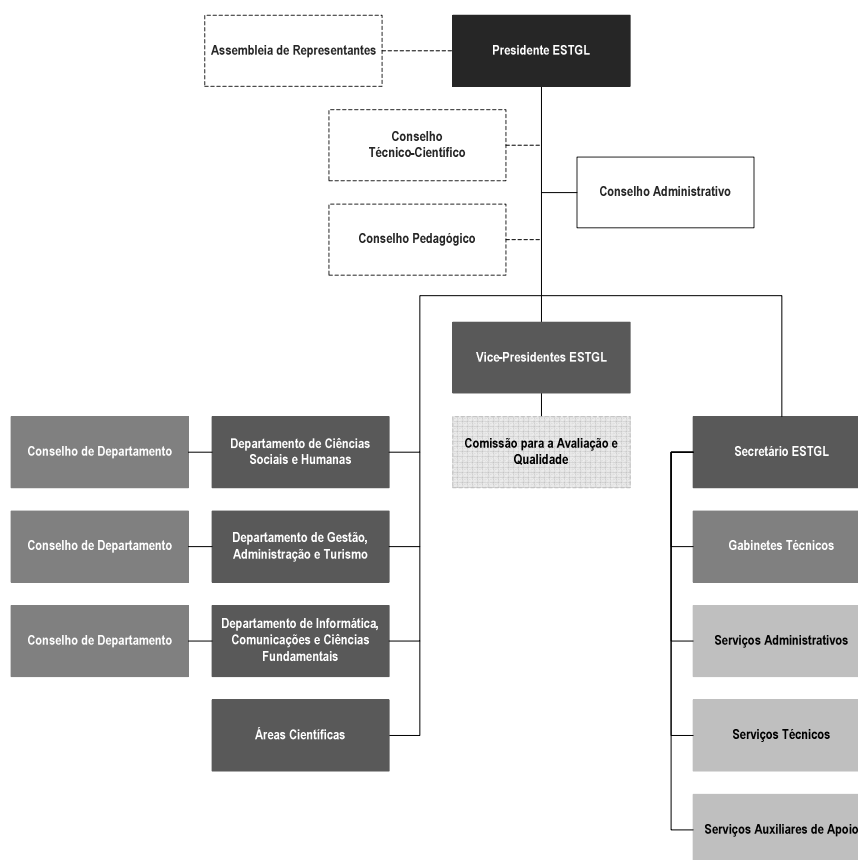 Assembleia de Representantes
Presidente ESTGL
Conselho
Técnico-Científico
Conselho Administrativo
Conselho Pedagógico
Vice-Presidentes ESTGL
Conselho de Departamento
Departamento de Ciências
Sociais e Humanas
Comissão para a Avaliação e
Qualidade
Secretário ESTGL
Conselho de Departamento
Departamento de Gestão,
Administração e Turismo
Gabinetes Técnicos
Conselho de Departamento
Departamento de Informática,
Comunicações e Ciências
Fundamentais
Serviços Administrativos
Áreas Científicas
Serviços Técnicos
Serviços Auxiliares de Apoio